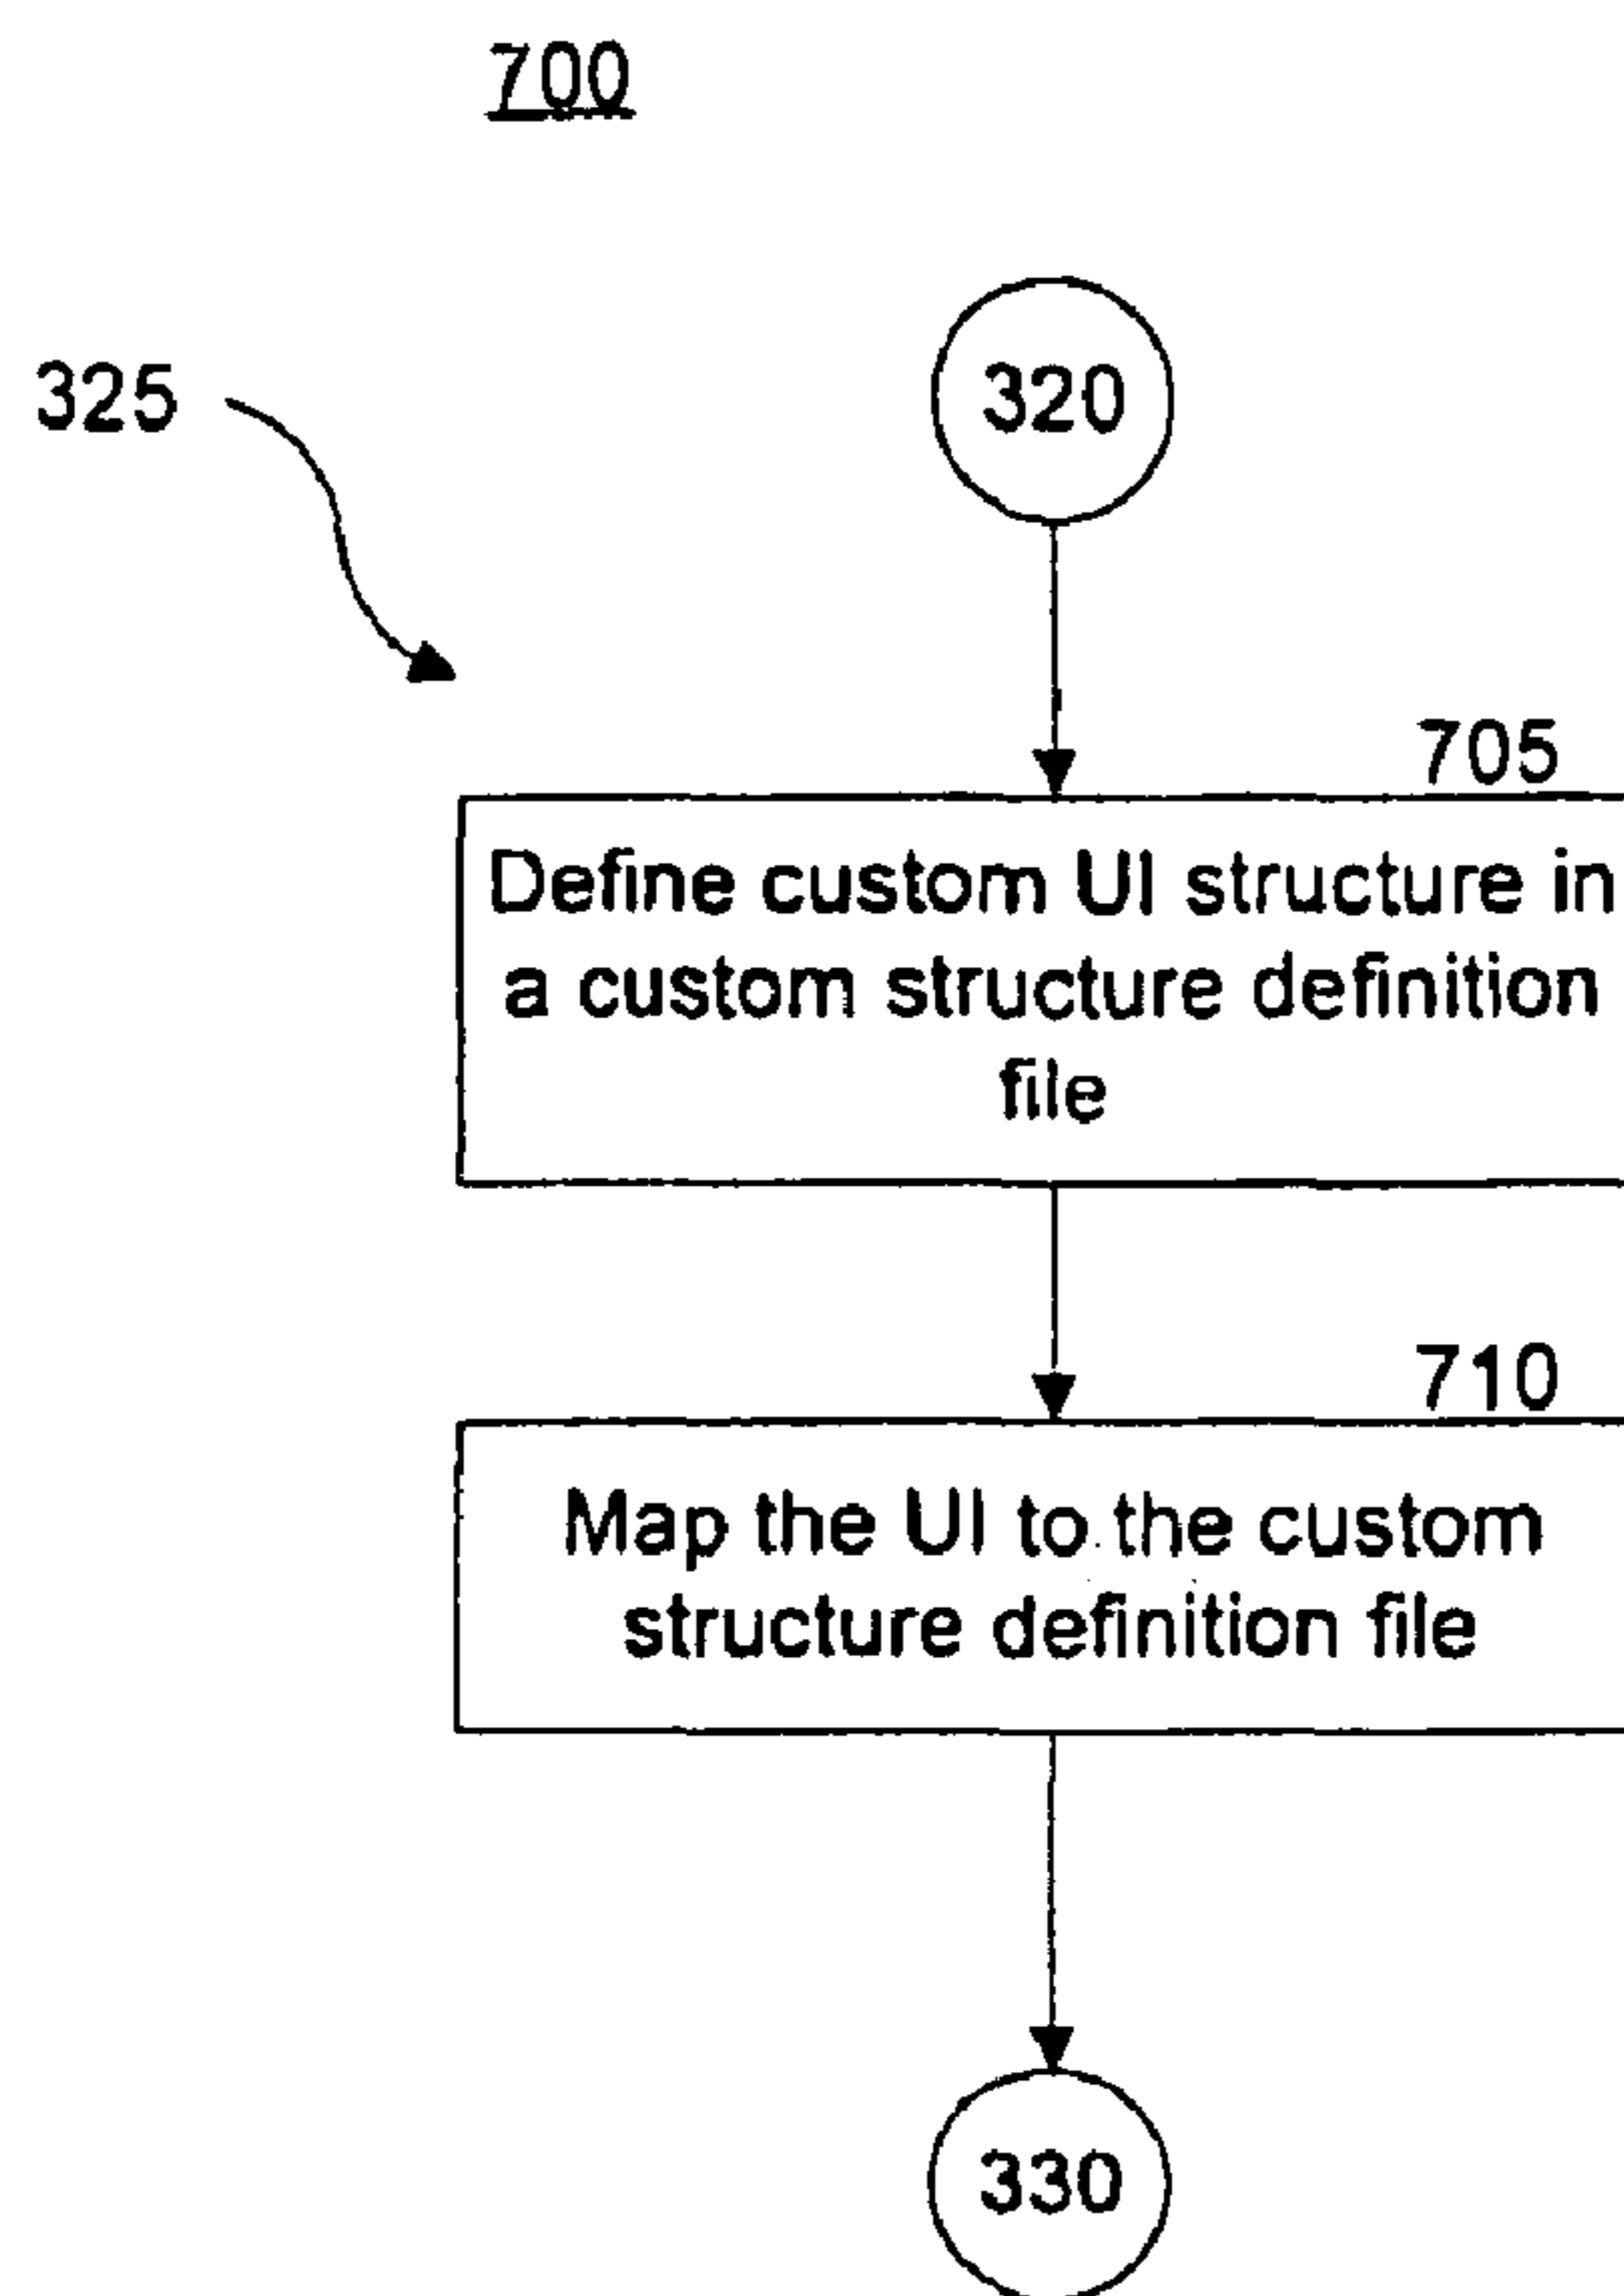 700
320
325
705
Define custom UI structure in
a custom structure definition
file
710
Map the UI to the custom
structure definition file
330